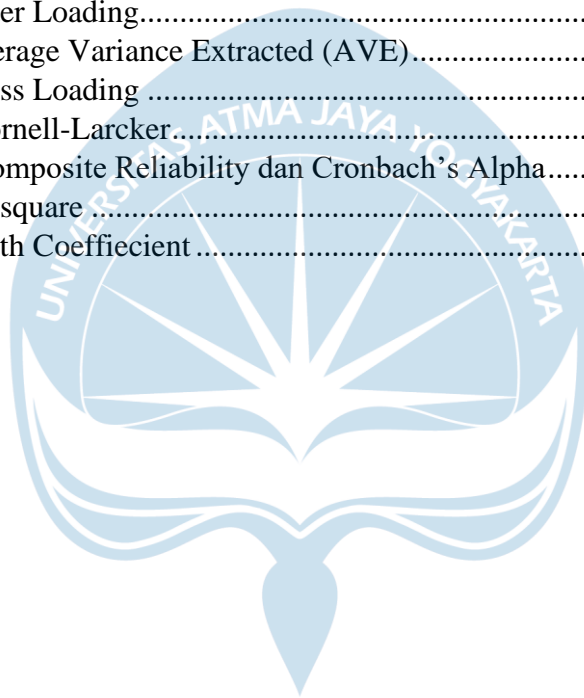 er Loading....................
erage Variance Extracted (AVE)....................
ss Loading ....................
ornell-Larcker....................
omposite Reliability dan Cronbach's Alpha.....
square ....................
th Coeffiecient ....................
UNIVERSITAS ATMA JAYA YOGYAKARTA